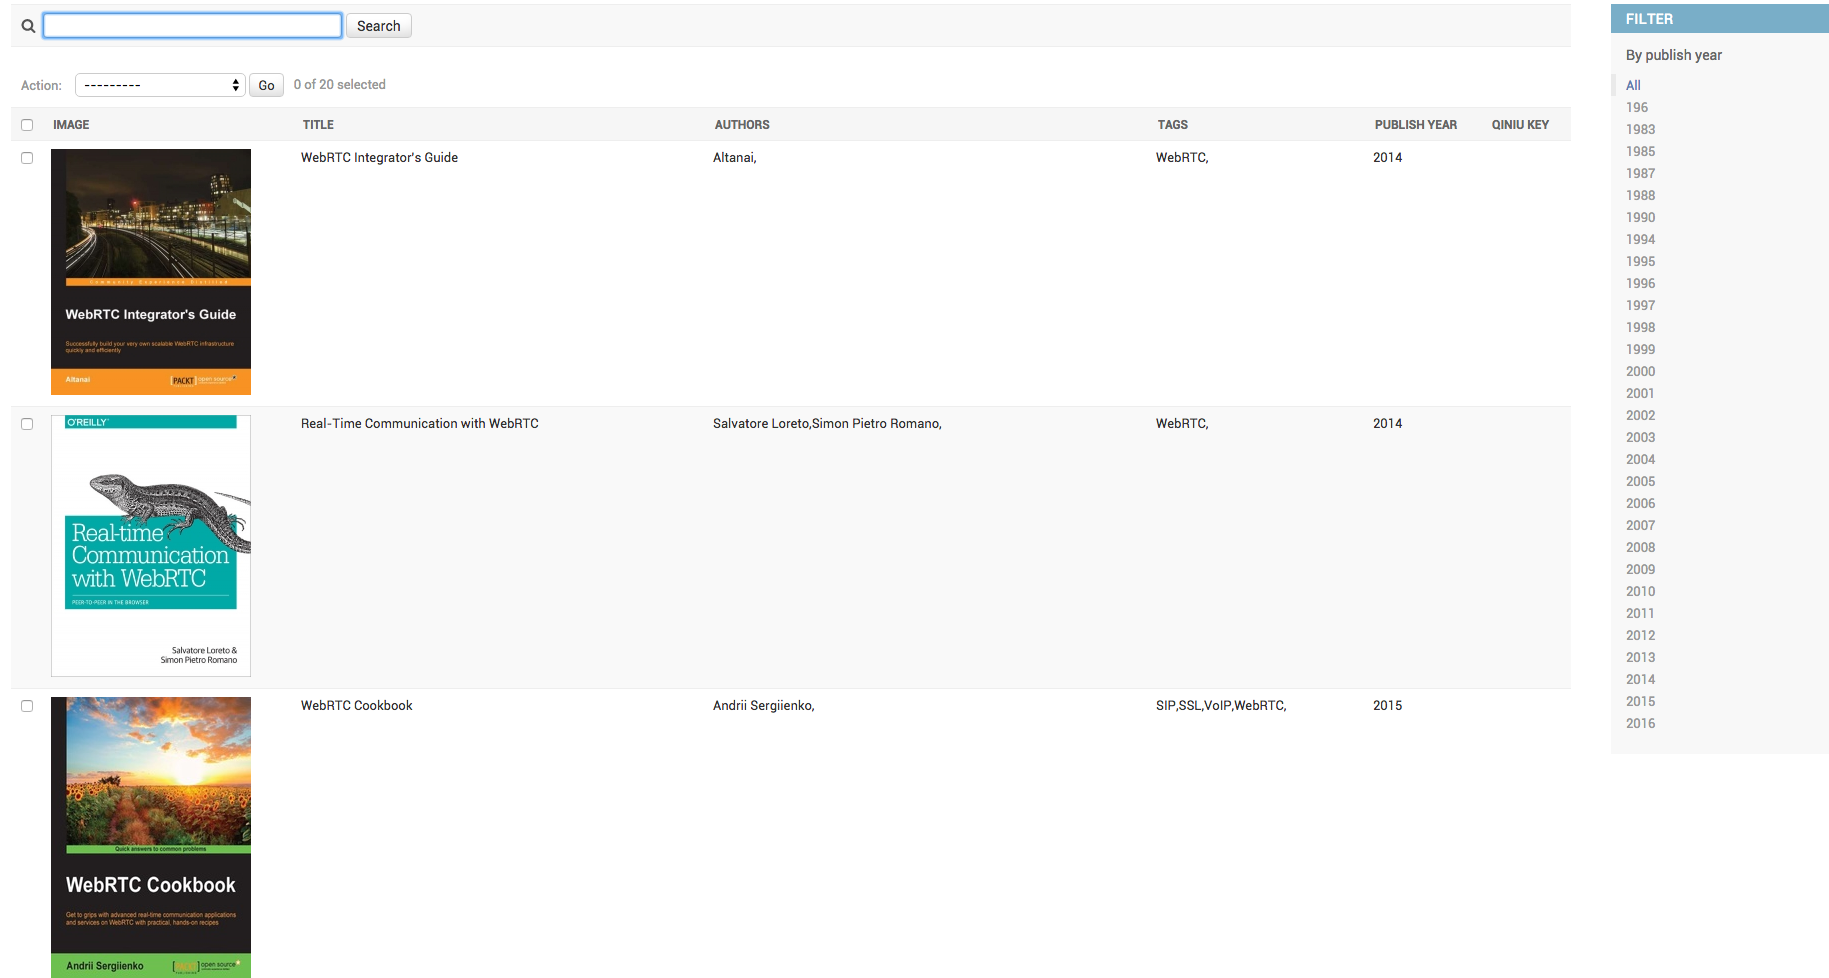 Search
Action: --------- Go 0 of 20 selected
IMAGE TITLE AUTHORS TAGS PUBLISH YEAR QINIU KEY
WebRTC Integrator's Guide Altanai, WebRTC, 2014
Community Experience Distilled
WebRTC Integrator's Guide
Successfully build your very own scalable WebRTC infrastructure
quickly and efficiently
Altanai [PACKT] open source*
Real-Time Communication with WebRTC Salvatore Loreto,Simon Pietro Romano, WebRTC, 2014
O'REILLY
Real-time
Communication
with WebRTC
PEER-TO-PEER IN THE BROWSER
Salvatore Loreto &
Simon Pietro Romano
WebRTC Cookbook Andrii Sergiienko, SIP,SSL,VoIP,WebRTC, 2015
Quick answers to common problems
WebRTC Cookbook
Get to grips with advanced real-time communication applications
and services on WebRTC with practical, hands-on recipes
Andrii Sergiienko [PACKT] open source*
FILTER
By publish year
All
196
1983
1985
1987
1988
1990
1994
1995
1996
1997
1998
1999
2000
2001
2002
2003
2004
2005
2006
2007
2008
2009
2010
2011
2012
2013
2014
2015
2016